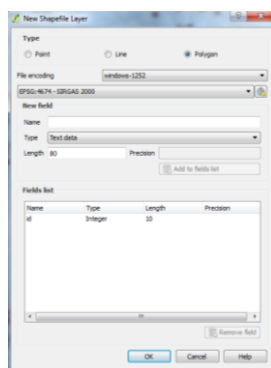 New Shapefile Layer
Type
Point Line Polygon
File encoding windows-1252
EPSG:4674 - SIRGAS 2000
New field
Name
Type Text data
Length 80 Precision
Add to fields list
Fields list
Name Type Length Precision
id Integer 10
Remove field
OK Cancel Help